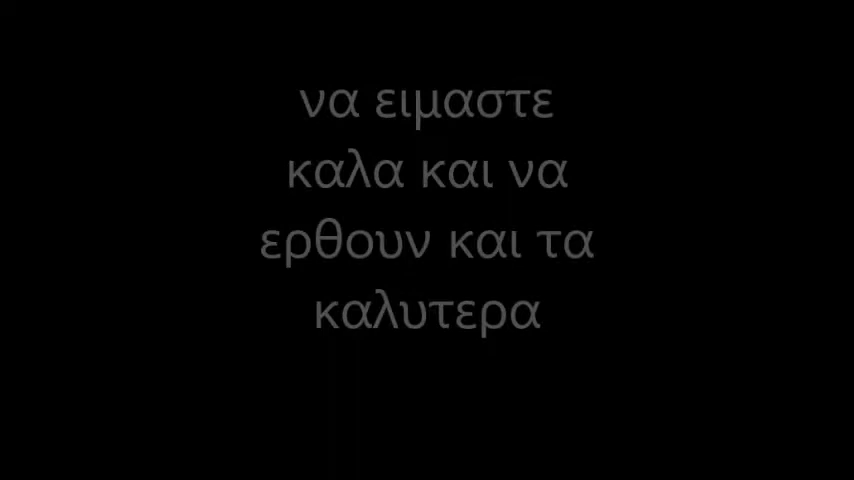 να ειμαστε
καλα και να
ερθουν και τα
καλυτερα